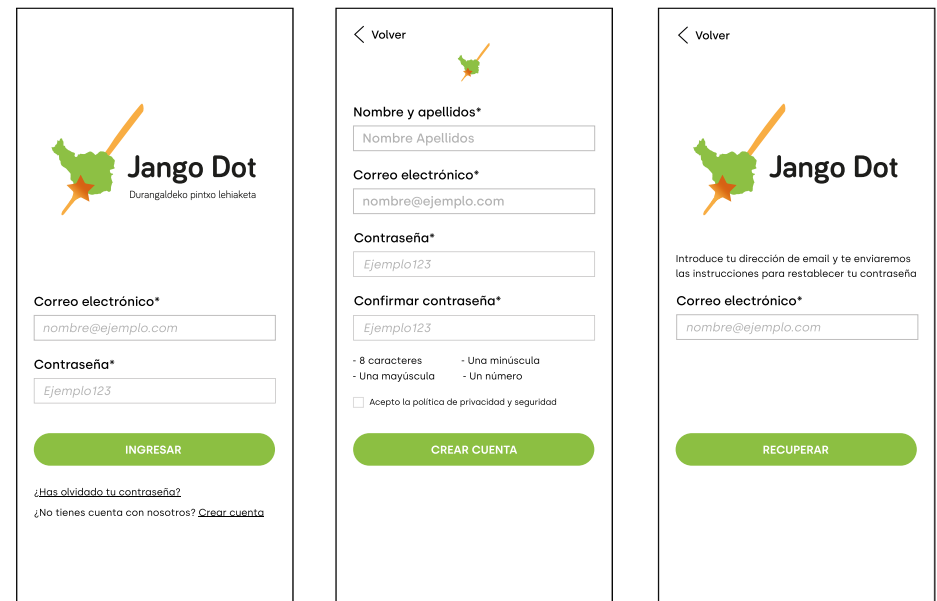 Jango Dot
Durangaldeko pintxo lehiaketa
Correo electrónico*
nombre@ejemplo.com
Contraseña*
Ejemplo123
INGRESAR
¿Has olvidado tu contraseña?
¿No tienes cuenta con nosotros? Crear cuenta
Volver
Nombre y apellidos*
Nombre Apellidos
Correo electrónico*
nombre@ejemplo.com
Contraseña*
Ejemplo123
Confirmar contraseña*
Ejemplo123
- 8 caracteres - Una minúscula
- Una mayúscula - Un número
Acepto la política de privacidad y seguridad
CREAR CUENTA
Volver
Jango Dot
Introduce tu dirección de email y te enviaremos
las instrucciones para restablecer tu contraseña
Correo electrónico*
nombre@ejemplo.com
RECUPERAR